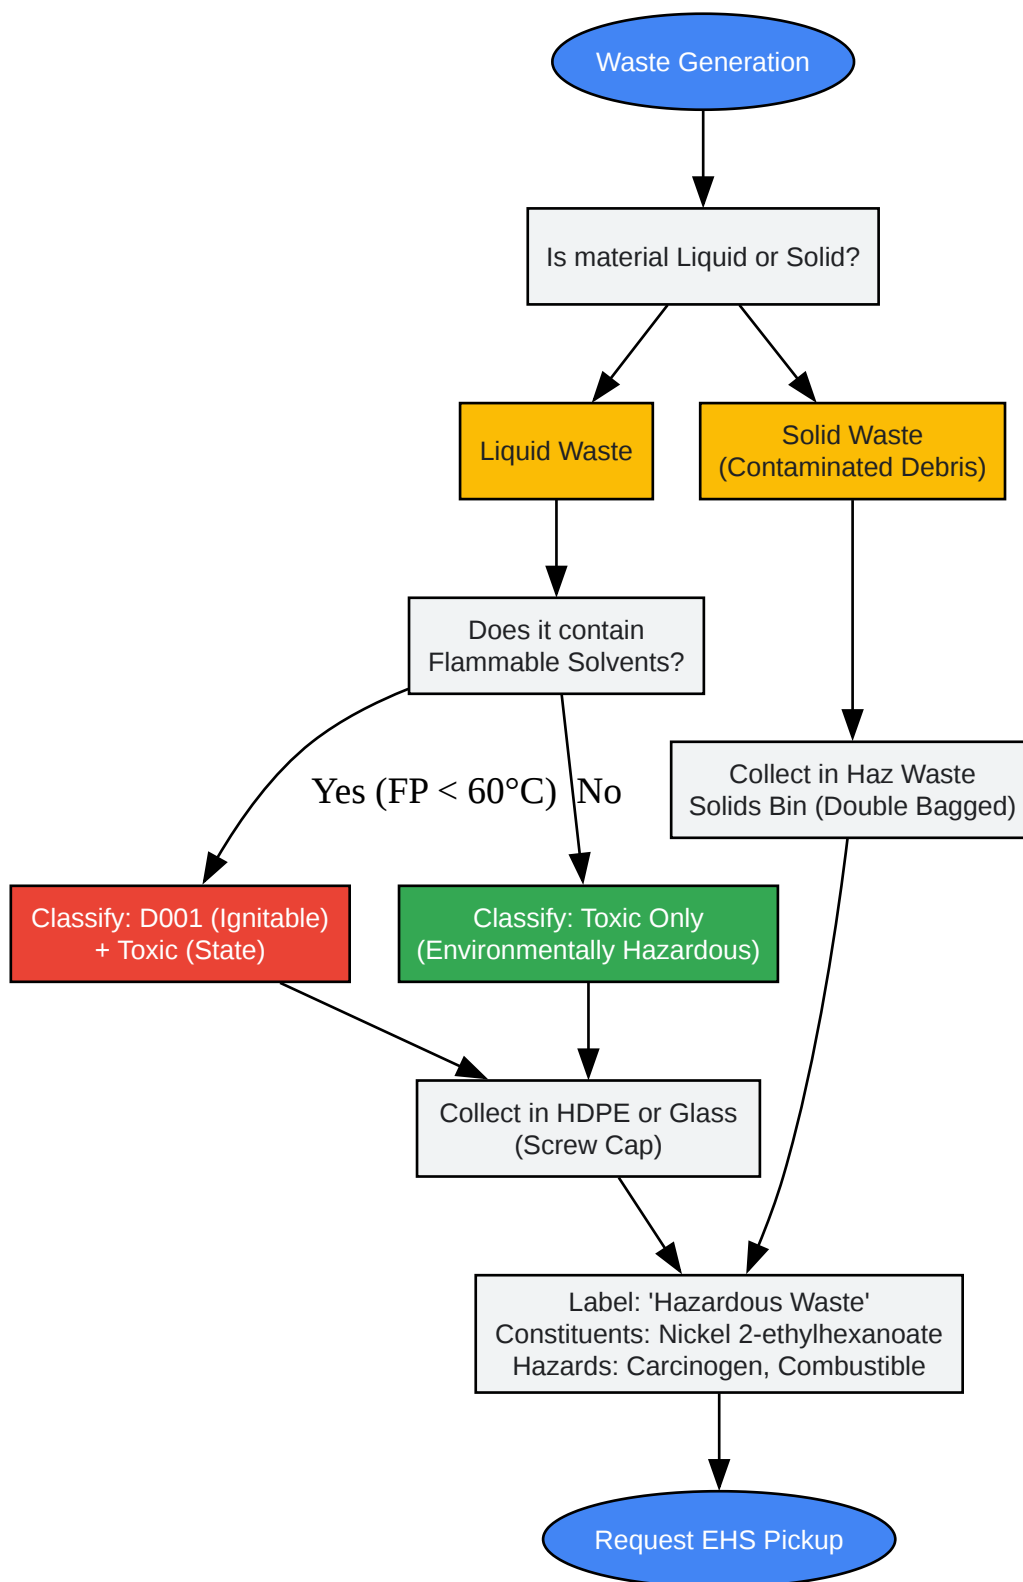 Waste Generation
Is material Liquid or Solid?
Liquid Waste
Solid Waste
(Contaminated Debris)
Does it contain
Flammable Solvents?
Yes (FP < 60°C)
No
Collect in Haz Waste
Solids Bin (Double Bagged)
Classify: D001 (Ignitable)
+ Toxic (State)
Classify: Toxic Only
(Environmentally Hazardous)
Collect in HDPE or Glass
(Screw Cap)
Label: 'Hazardous Waste'
Constituents: Nickel 2-ethylhexanoate
Hazards: Carcinogen, Combustible
Request EHS Pickup